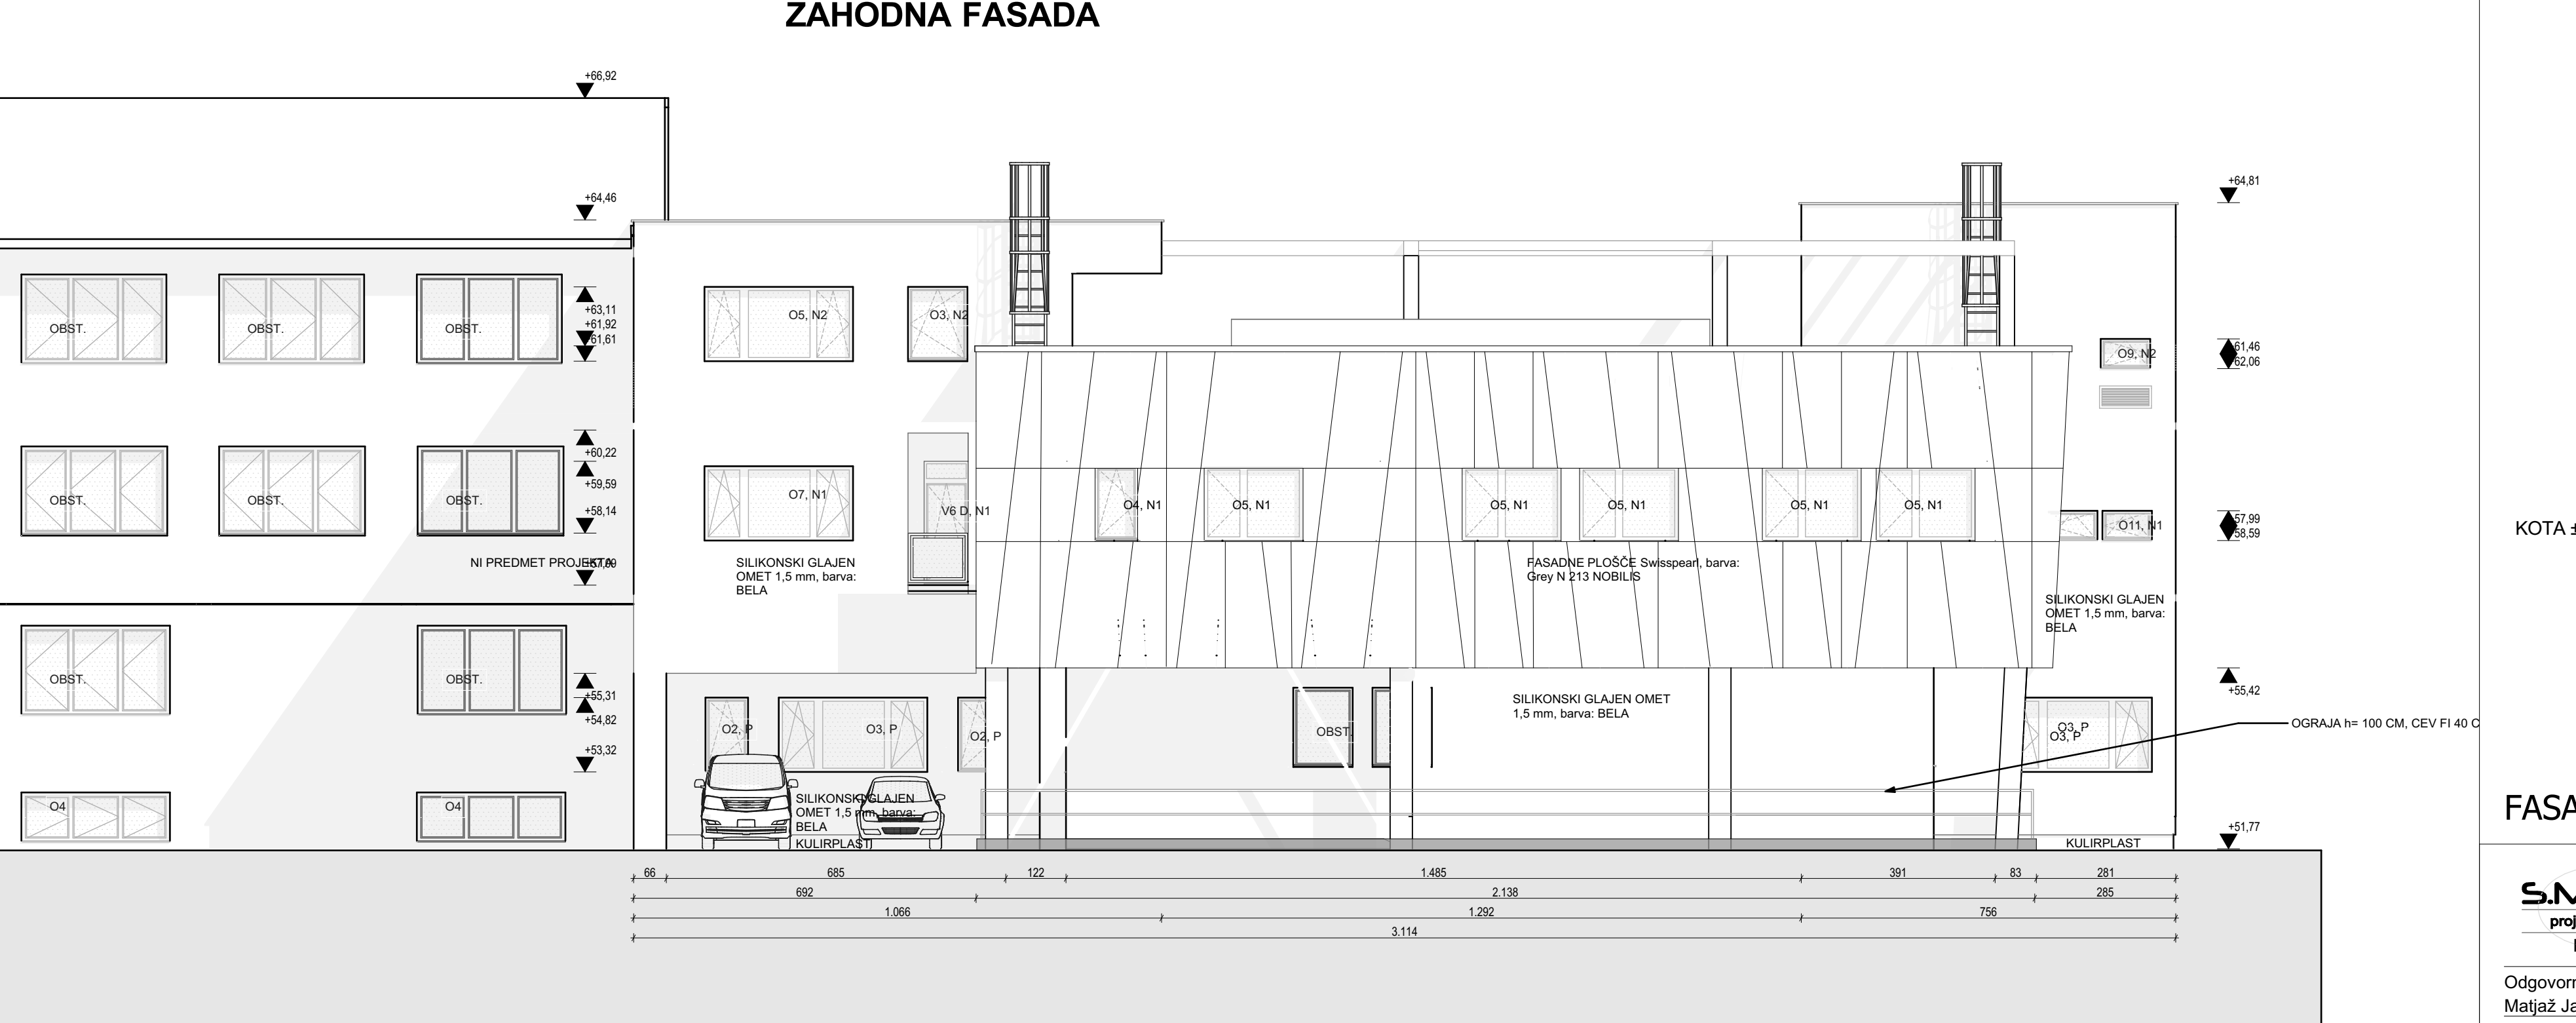 ZAHODNA FASADA
+66,92
+64,46
+64,81
+63,11
+61,92
+61,61
OBST.
OBST.
OBST.
O5, N2
O3, N2
61,46
O9, N2
62,06
+60,22
+59,59
+58,14
OBST.
OBST.
OBST.
O7, N1
V6 D, N1
O4, N1
O5, N1
O5, N1
O5, N1
O5, N1
O5, N1
O11, N1
57,99
58,59
KOTA ±
NI PREDMET PROJEKTA
SILIKONSKI GLAJEN
OMET 1,5 mm, barva:
BELA
FASADNE PLOŠČE Swisspearl, barva:
Grey N 213 NOBILIS
SILIKONSKI GLAJEN
OMET 1,5 mm, barva:
BELA
OBST.
OBST.
+55,31
+54,82
+53,32
+55,42
SILIKONSKI GLAJEN OMET
1,5 mm, barva: BELA
O2, P
O3, P
O2, P
OBST.
O3, P
O3, P
OGRAJA h= 100 CM, CEV FI 40 C
O4
O4
SILIKONSKI GLAJEN
OMET 1,5 mm, barva:
BELA
KULIRPLAST
KULIRPLAST
+51,77
FASA
66 685 122 1.485 391 83 281
692 2.138 285
1.066 1.292 756
3.114
S.M
proj
Odgovorn
Matjaž Ja